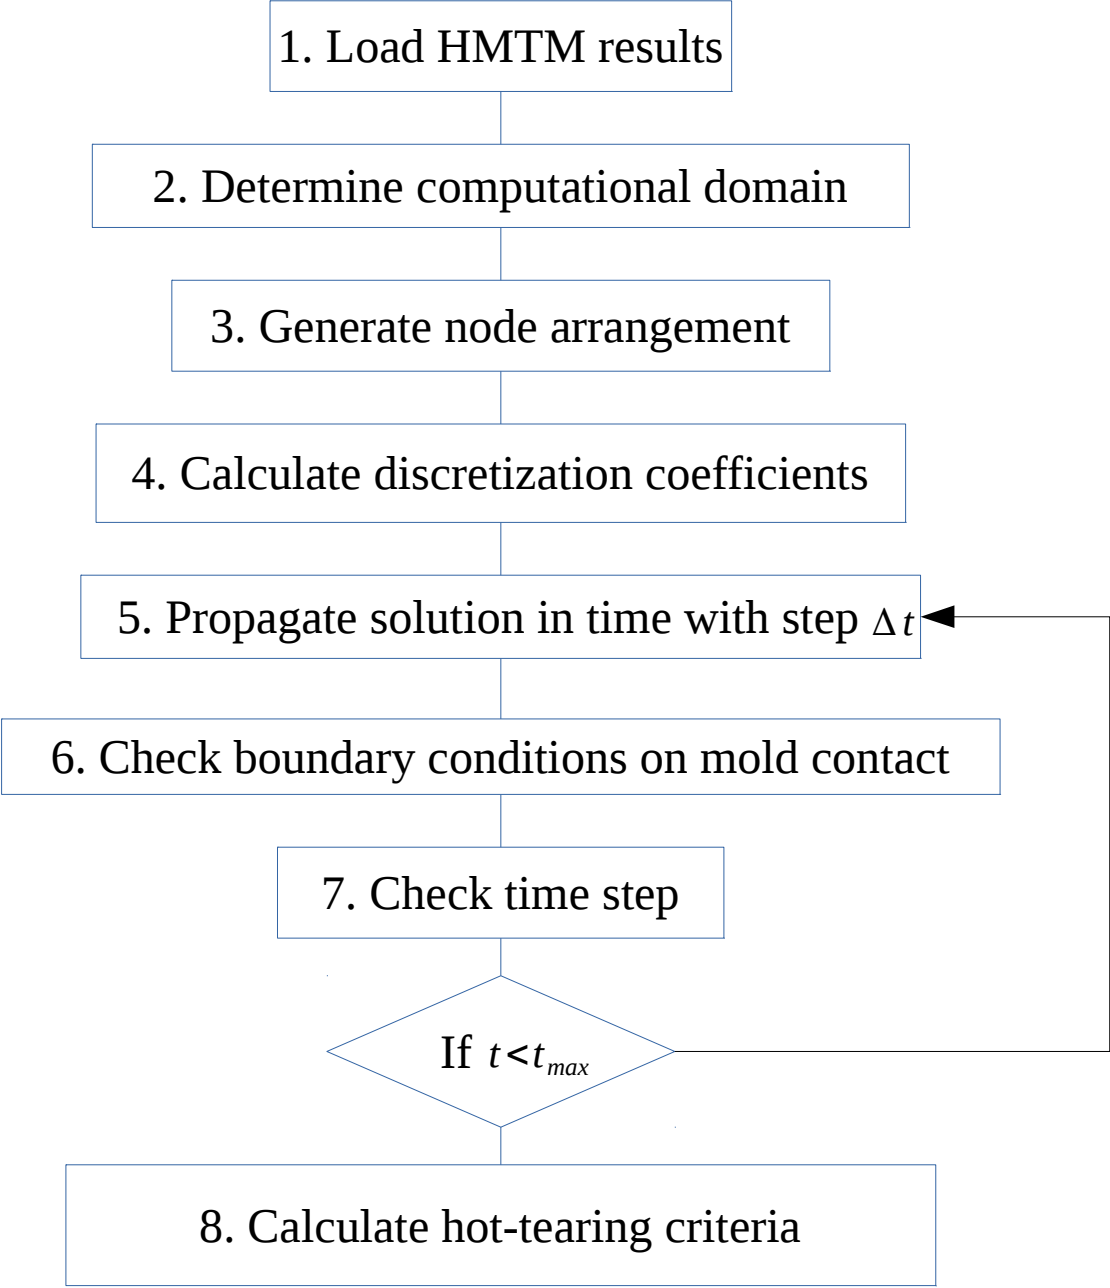 1. Load HMTM results
2. Determine computational domain
3. Generate node arrangement
4. Calculate discretization coefficients
5. Propagate solution in time with step Δ t
6. Check boundary conditions on mold contact
7. Check time step
If t<tmax
8. Calculate hot-tearing criteria